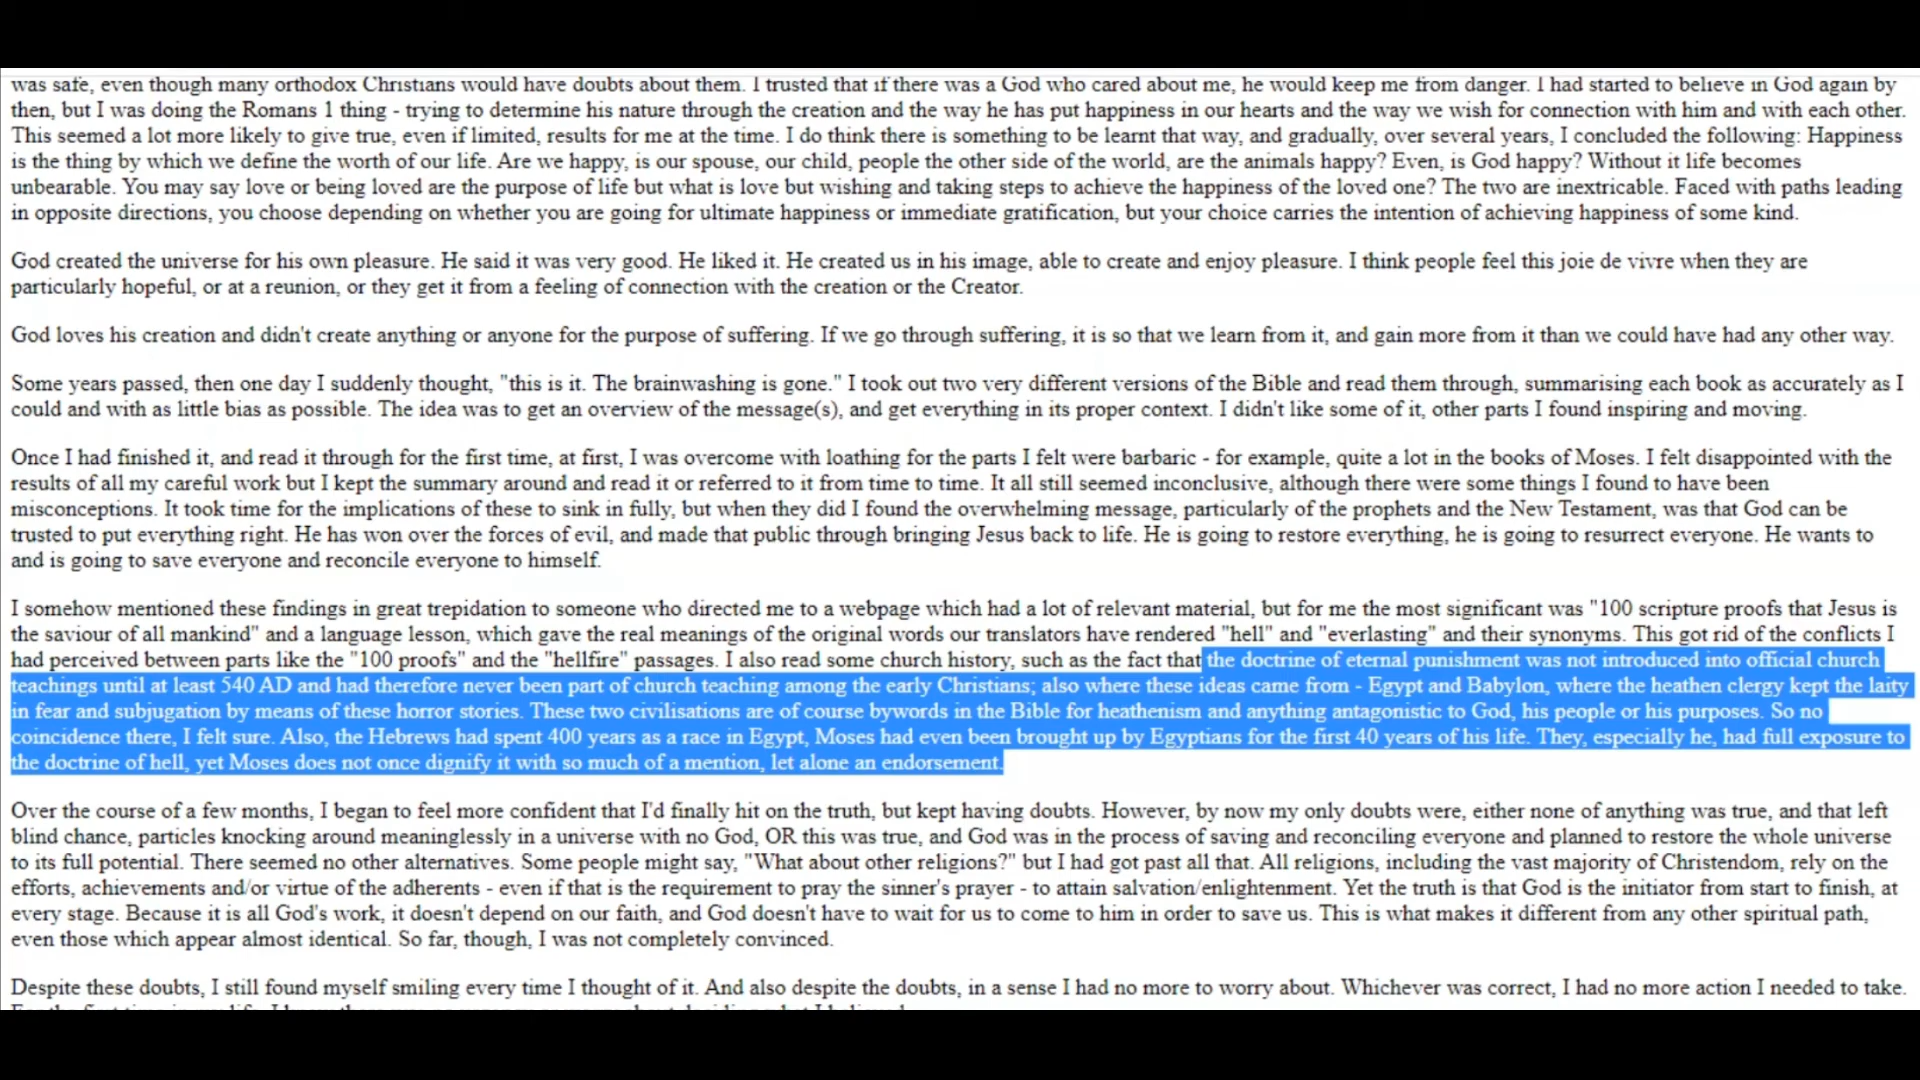 was safe, even though many orthodox Christians would have doubts about them. I trusted that if there was a God who cared about me, he would keep me from danger. I had started to believe in God again by
then, but I was doing the Romans 1 thing - trying to determine his nature through the creation and the way he has put happiness in our hearts and the way we wish for connection with him and with each other.
This seemed a lot more likely to give true, even if limited, results for me at the time. I do think there is something to be learnt that way, and gradually, over several years, I concluded the following: Happiness
is the thing by which we define the worth of our life. Are we happy, is our spouse, our child, people the other side of the world, are the animals happy? Even, is God happy? Without it life becomes
unbearable. You may say love or being loved are the purpose of life but what is love but wishing and taking steps to achieve the happiness of the loved one? The two are inextricable. Faced with paths leading
in opposite directions, you choose depending on whether you are going for ultimate happiness or immediate gratification, but your choice carries the intention of achieving happiness of some kind.
God created the universe for his own pleasure. He said it was very good. He liked it. He created us in his image, able to create and enjoy pleasure. I think people feel this joie de vivre when they are
particularly hopeful, or at a reunion, or they get it from a feeling of connection with the creation or the Creator.
God loves his creation and didn't create anything or anyone for the purpose of suffering. If we go through suffering, it is so that we learn from it, and gain more from it than we could have had any other way.
Some years passed, then one day I suddenly thought, "this is it. The brainwashing is gone." I took out two very different versions of the Bible and read them through, summarising each book as accurately as I
could and with as little bias as possible. The idea was to get an overview of the message(s), and get everything in its proper context. I didn't like some of it, other parts I found inspiring and moving.
Once I had finished it, and read it through for the first time, at first, I was overcome with loathing for the parts I felt were barbaric - for example, quite a lot in the books of Moses. I felt disappointed with the
results of all my careful work but I kept the summary around and read it or referred to it from time to time. It all still seemed inconclusive, although there were some things I found to have been
misconceptions. It took time for the implications of these to sink in fully, but when they did I found the overwhelming message, particularly of the prophets and the New Testament, was that God can be
trusted to put everything right. He has won over the forces of evil, and made that public through bringing Jesus back to life. He is going to restore everything, he is going to resurrect everyone. He wants to
and is going to save everyone and reconcile everyone to himself.
I somehow mentioned these findings in great trepidation to someone who directed me to a webpage which had a lot of relevant material, but for me the most significant was "100 scripture proofs that Jesus is
the saviour of all mankind" and a language lesson, which gave the real meanings of the original words our translators have rendered "hell" and "everlasting" and their synonyms. This got rid of the conflicts I
had perceived between parts like the "100 proofs" and the "hellfire" passages. I also read some church history, such as the fact that the doctrine of eternal punishment was not introduced into official church
teachings until at least 540 AD and had therefore never been part of church teaching among the early Christians; also where these ideas came from - Egypt and Babylon, where the heathen clergy kept the laity
in fear and subjugation by means of these horror stories. These two civilisations are of course bywords in the Bible for heathenism and anything antagonistic to God, his people or his purposes. So no
coincidence there, I felt sure. Also, the Hebrews had spent 400 years as a race in Egypt, Moses had even been brought up by Egyptians for the first 40 years of his life. They, especially he, had full exposure to
the doctrine of hell, yet Moses does not once dignify it with so much of a mention, let alone an endorsement.
Over the course of a few months, I began to feel more confident that I'd finally hit on the truth, but kept having doubts. However, by now my only doubts were, either none of anything was true, and that left
blind chance, particles knocking around meaninglessly in a universe with no God, OR this was true, and God was in the process of saving and reconciling everyone and planned to restore the whole universe
to its full potential. There seemed no other alternatives. Some people might say, "What about other religions?" but I had got past all that. All religions, including the vast majority of Christendom, rely on the
efforts, achievements and/or virtue of the adherents - even if that is the requirement to pray the sinner's prayer - to attain salvation/enlightenment. Yet the truth is that God is the initiator from start to finish, at
every stage. Because it is all God's work, it doesn't depend on our faith, and God doesn't have to wait for us to come to him in order to save us. This is what makes it different from any other spiritual path,
even those which appear almost identical. So far, though, I was not completely convinced.
Despite these doubts, I still found myself smiling every time I thought of it. And also despite the doubts, in a sense I had no more to worry about. Whichever was correct, I had no more action I needed to take.